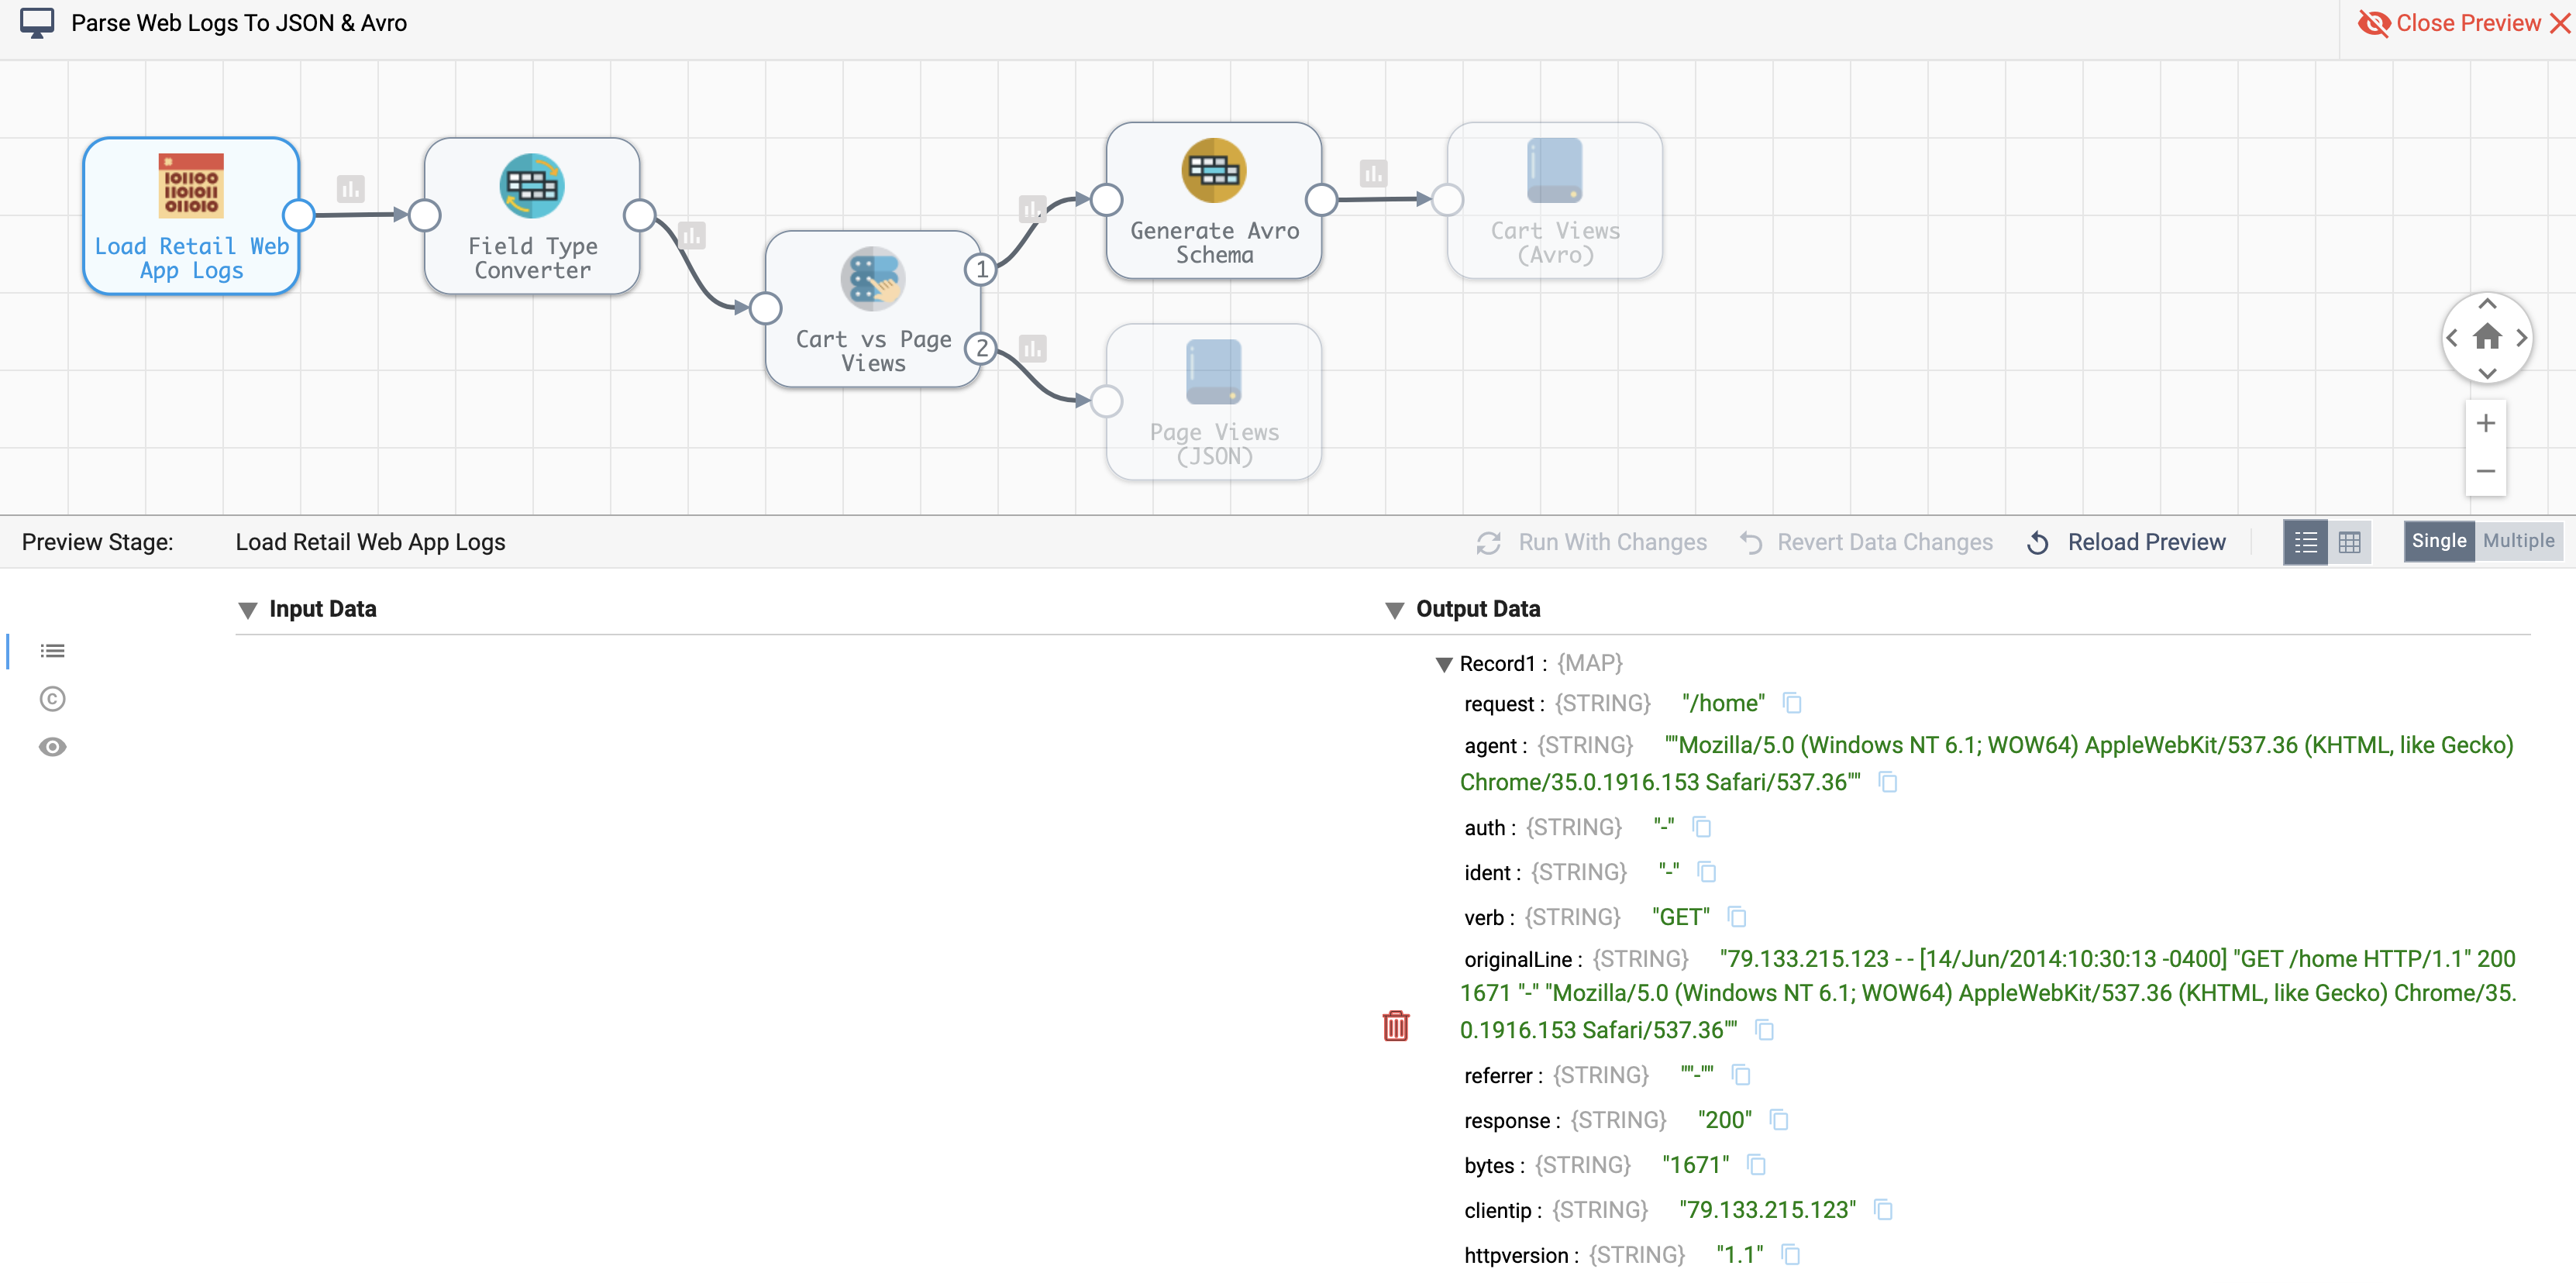 Parse Web Logs To JSON & Avro
Close Preview
101100
1101011
011010
Load Retail Web
App Logs
Field Type
Converter
Cart vs Page
Views
1
2
Generate Avro
Schema
Cart Views
(Avro)
Page Views
(JSON)
Preview Stage: Load Retail Web App Logs
Run With Changes Revert Data Changes Reload Preview Single Multiple
Input Data
Output Data
Record1 : {MAP}
request : {STRING} "/home"
agent : {STRING} ""Mozilla/5.0 (Windows NT 6.1; WOW64) AppleWebKit/537.36 (KHTML, like Gecko)
Chrome/35.0.1916.153 Safari/537.36""
auth : {STRING} "-"
ident : {STRING} "-"
verb : {STRING} "GET"
originalLine : {STRING} "79.133.215.123 - - [14/Jun/2014:10:30:13 -0400] "GET /home HTTP/1.1" 200
1671 "-" "Mozilla/5.0 (Windows NT 6.1; WOW64) AppleWebKit/537.36 (KHTML, like Gecko) Chrome/35.
0.1916.153 Safari/537.36""
referrer : {STRING} ""-""
response : {STRING} "200"
bytes : {STRING} "1671"
clientip : {STRING} "79.133.215.123"
httpversion : {STRING} "1.1"